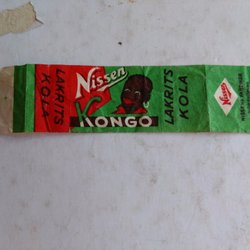 LAKRITS
KOLA
Nissen
KONGO
LAKRITS
KOLA
Nissen